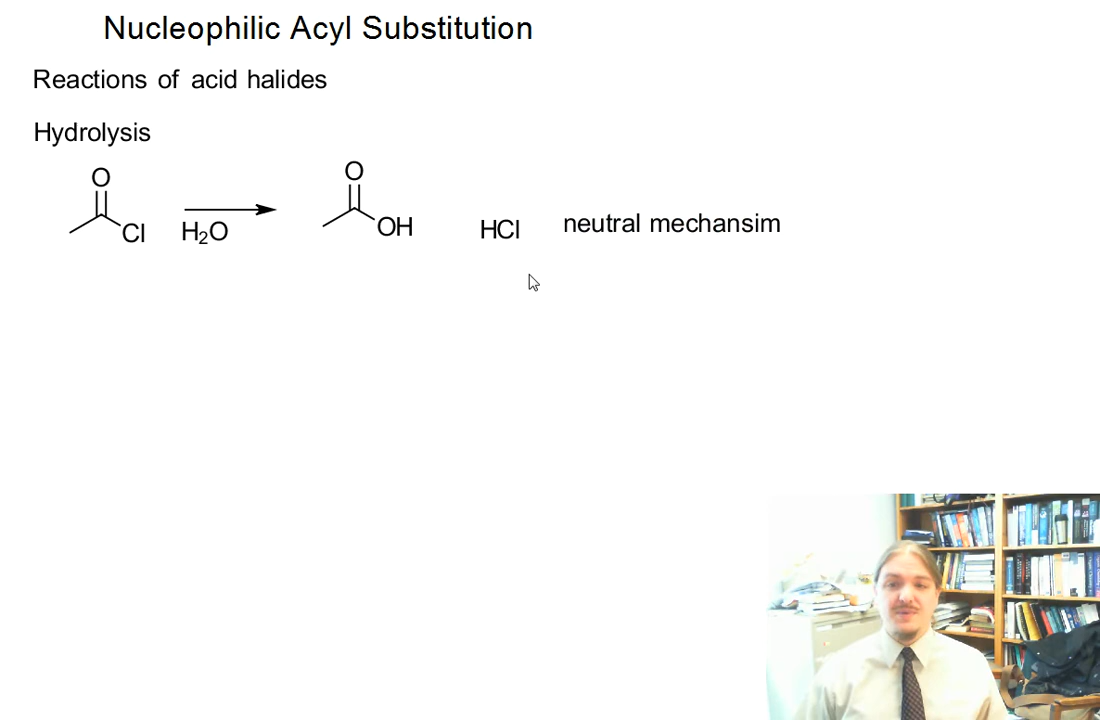 Nucleophilic Acyl Substitution
Reactions of acid halides
Hydrolysis
O
Cl
H₂O
O
OH
HCl
neutral mechansim